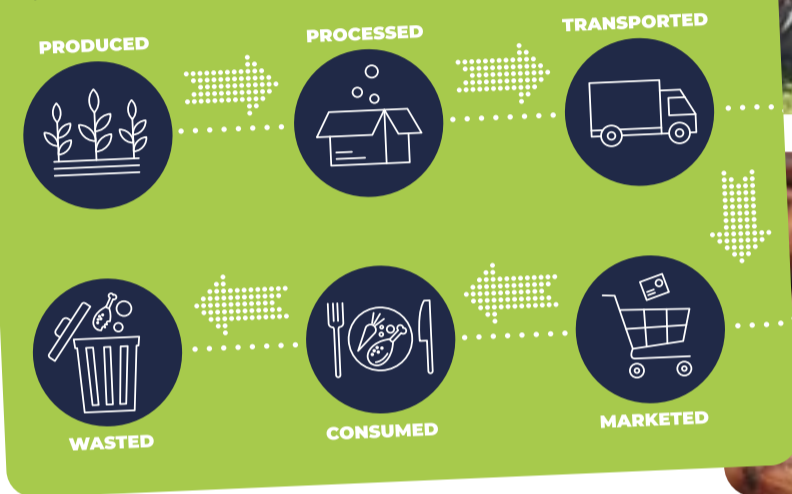 PRODUCED
PROCESSED
TRANSPORTED
MARKETED
CONSUMED
WASTED